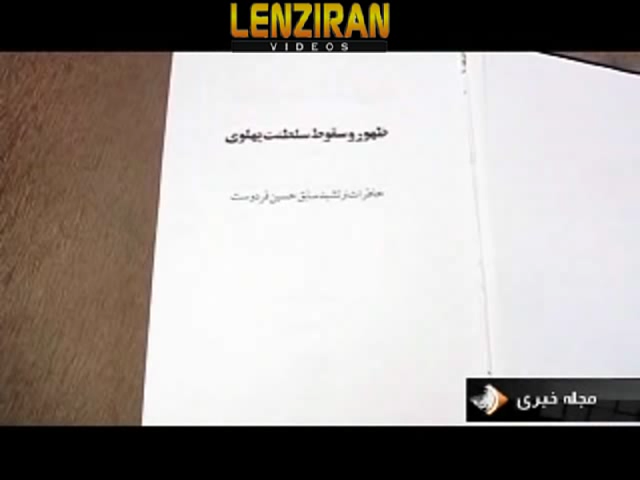 LENZIRAN
VIDEOS
ظهور و سقوط سلطنت پهلوی
خاطرات ارتشبد سابق حسین فردوست
مجله خبری